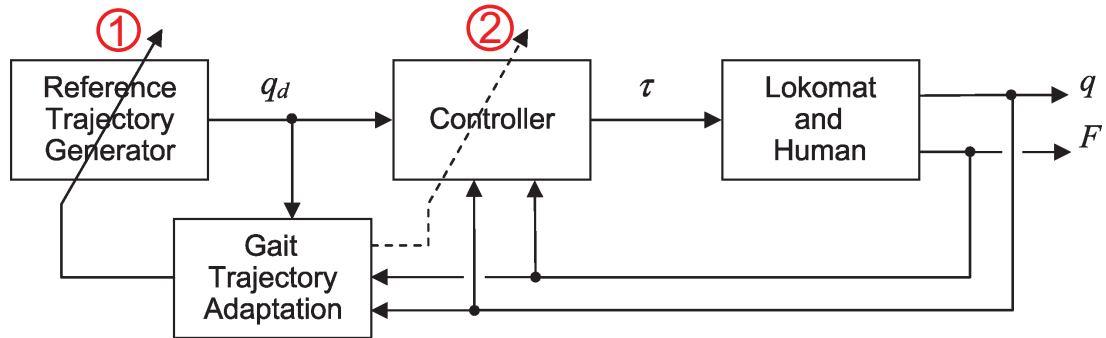 ①
②
Reference
Trajectory
Generator
q_d
Controller
τ
Lokomat
and
Human
q
F
Gait
Trajectory
Adaptation